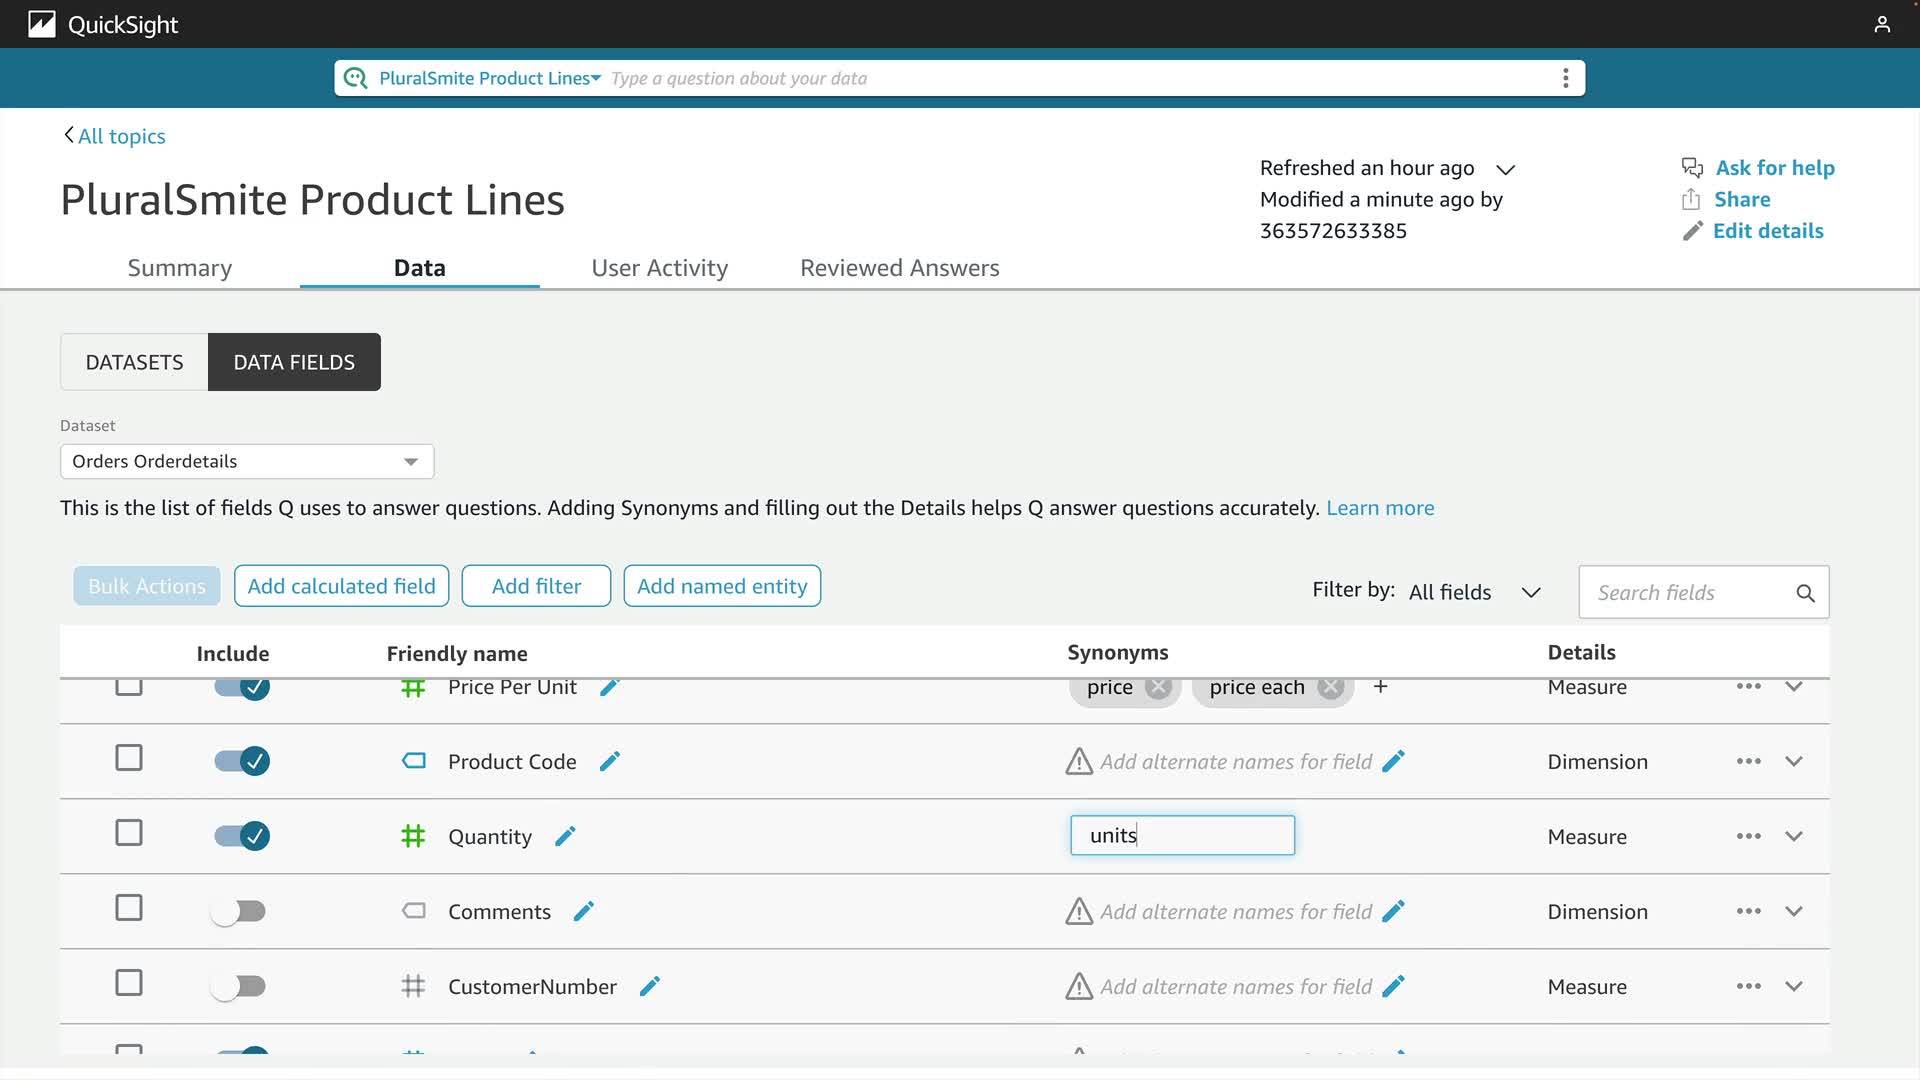 QuickSight
PluralSmite Product Lines Type a question about your data
All topics
PluralSmite Product Lines
Refreshed an hour ago
Modified a minute ago by
363572633385
Ask for help
Share
Edit details
Summary Data User Activity Reviewed Answers
DATASETS DATA FIELDS
Dataset
Orders Orderdetails
This is the list of fields Q uses to answer questions. Adding Synonyms and filling out the Details helps Q answer questions accurately. Learn more
Bulk Actions Add calculated field Add filter Add named entity Filter by: All fields Search fields
Include Friendly name Synonyms Details
Price Per Unit price price each + Measure
Product Code Add alternate names for field Dimension
Quantity units Measure
Comments Add alternate names for field Dimension
CustomerNumber Add alternate names for field Measure